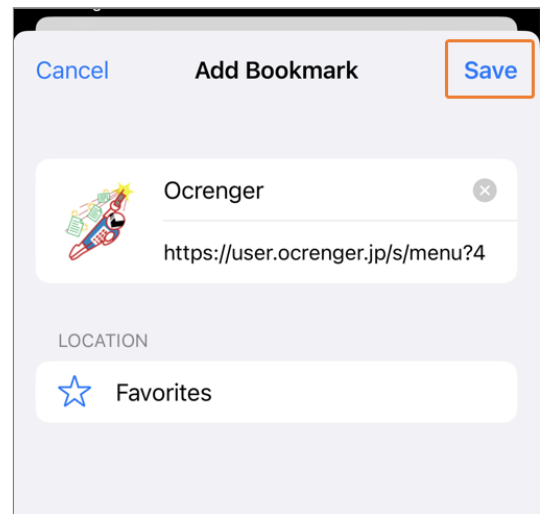 Cancel Add Bookmark Save
Ocrenger
https://user.ocrenger.jp/s/menu?4
LOCATION
Favorites